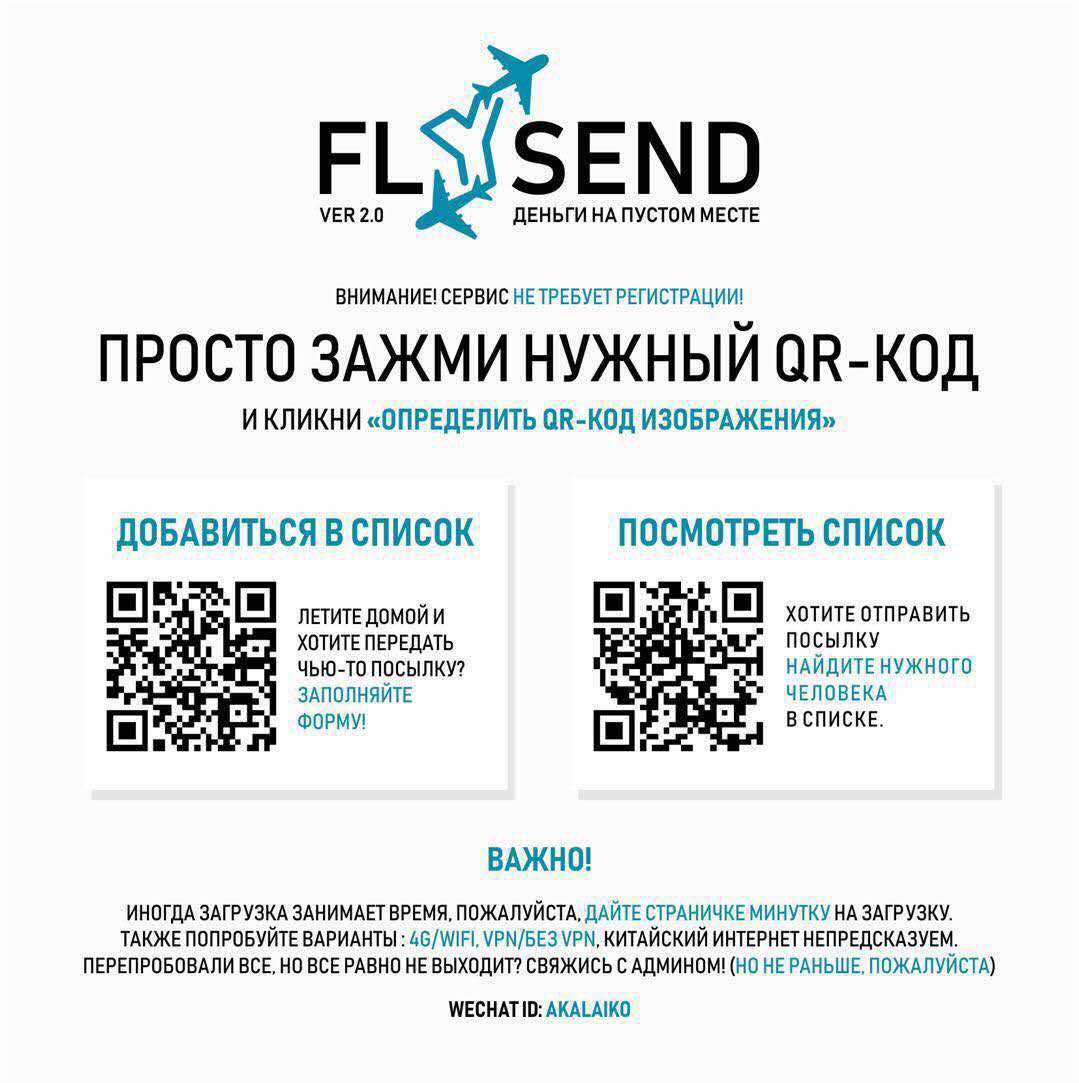 FLYSEND
VER 2.0
ДЕНЬГИ НА ПУСТОМ МЕСТЕ
ВНИМАНИЕ! СЕРВИС НЕ ТРЕБУЕТ РЕГИСТРАЦИИ!
ПРОСТО ЗАЖМИ НУЖНЫЙ QR-КОД
И КЛИКНИ «ОПРЕДЕЛИТЬ QR-КОД ИЗОБРАЖЕНИЯ»
ДОБАВИТЬСЯ В СПИСОК
ЛЕТИТЕ ДОМОЙ И
ХОТИТЕ ПЕРЕДАТЬ
ЧЬЮ-ТО ПОСЫЛКУ?
ЗАПОЛНЯЙТЕ
ФОРМУ!
ПОСМОТРЕТЬ СПИСОК
ХОТИТЕ ОТПРАВИТЬ
ПОСЫЛКУ
НАЙДИТЕ НУЖНОГО
ЧЕЛОВЕКА
В СПИСКЕ.
ВАЖНО!
ИНОГДА ЗАГРУЗКА ЗАНИМАЕТ ВРЕМЯ, ПОЖАЛУЙСТА, ДАЙТЕ СТРАНИЧКЕ МИНУТКУ НА ЗАГРУЗКУ.
ТАКЖЕ ПОПРОБУЙТЕ ВАРИАНТЫ : 4G/WIFI, VPN/БЕЗ VPN, КИТАЙСКИЙ ИНТЕРНЕТ НЕПРЕДСКАЗУЕМ.
ПЕРЕПРОБОВАЛИ ВСЕ, НО ВСЕ РАВНО НЕ ВЫХОДИТ? СВЯЖИСЬ С АДМИНОМ! (НО НЕ РАНЬШЕ, ПОЖАЛУЙСТА)
WECHAT ID: AKALAIKO